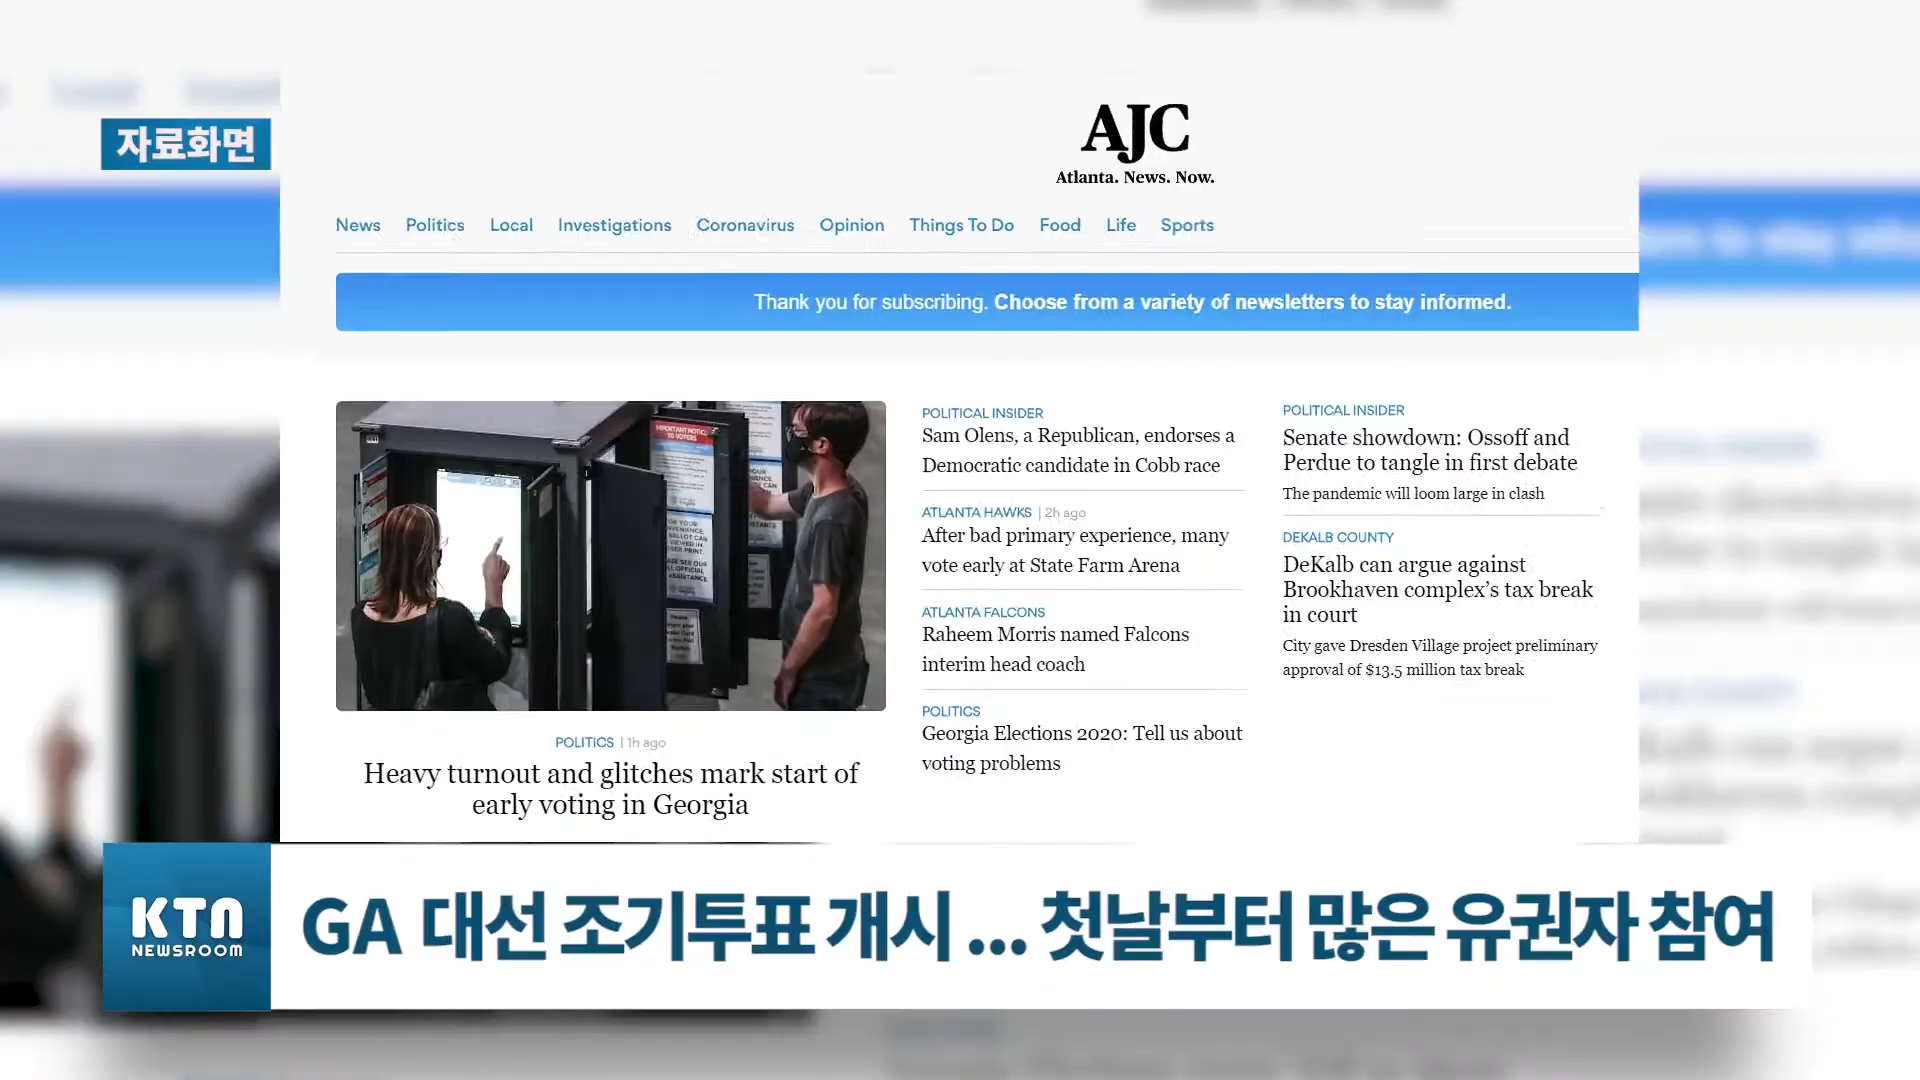 자료화면
AJC
Atlanta. News. Now.
News Politics Local Investigations Coronavirus Opinion Things To Do Food Life Sports
Thank you for subscribing. Choose from a variety of newsletters to stay informed.
POLITICS | 1h ago
Heavy turnout and glitches mark start of
early voting in Georgia
POLITICAL INSIDER
Sam Olens, a Republican, endorses a
Democratic candidate in Cobb race
ATLANTA HAWKS | 2h ago
After bad primary experience, many
vote early at State Farm Arena
ATLANTA FALCONS
Raheem Morris named Falcons
interim head coach
POLITICS
Georgia Elections 2020: Tell us about
voting problems
POLITICAL INSIDER
Senate showdown: Ossoff and
Perdue to tangle in first debate
The pandemic will loom large in clash
DEKALB COUNTY
DeKalb can argue against
Brookhaven complex's tax break
in court
City gave Dresden Village project preliminary
approval of $13.5 million tax break
KTN
NEWSROOM
GA 대선 조기투표 개시 ... 첫날부터 많은 유권자 참여